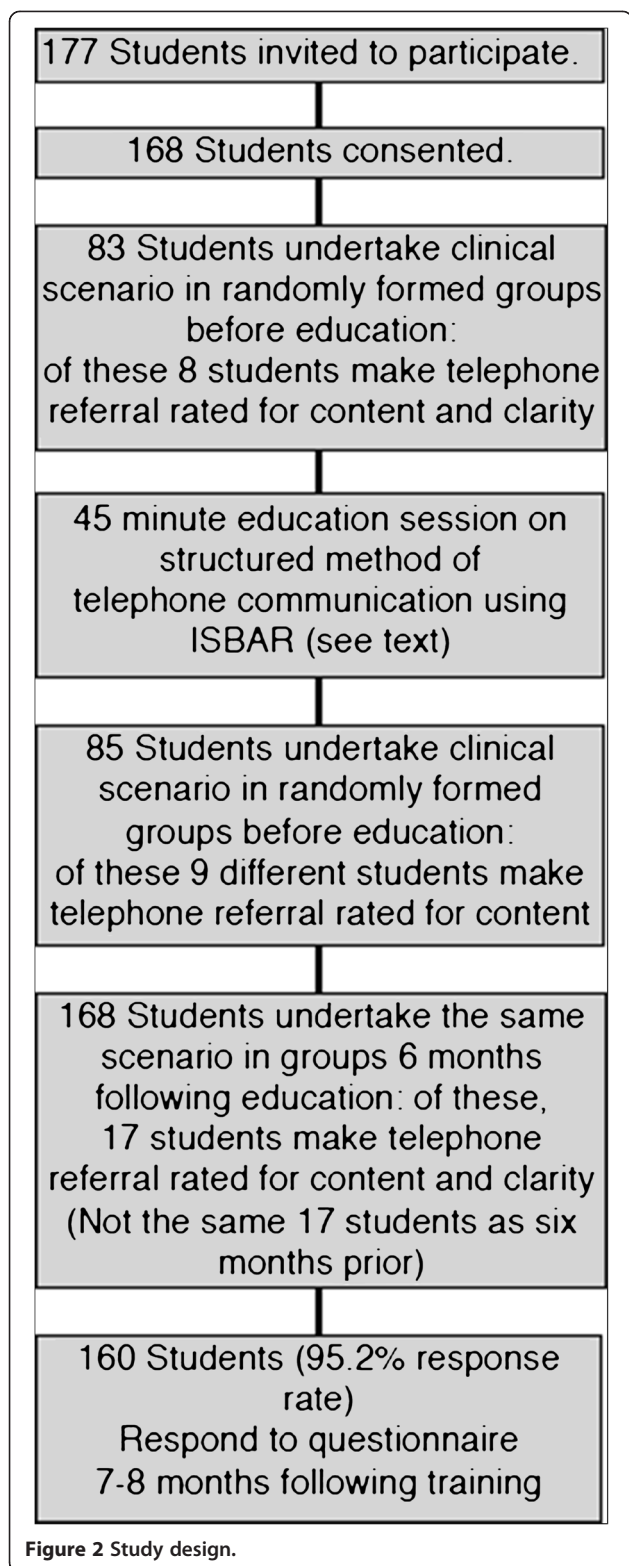 177 Students invited to participate.
168 Students consented.
83 Students undertake clinical
scenario in randomly formed groups
before education:
of these 8 students make telephone
referral rated for content and clarity
45 minute education session on
structured method of
telephone communication using
ISBAR (see text)
85 Students undertake clinical
scenario in randomly formed
groups before education:
of these 9 different students make
telephone referral rated for content
168 Students undertake the same
scenario in groups 6 months
following education: of these,
17 students make telephone
referral rated for content and clarity
(Not the same 17 students as six
months prior)
160 Students (95.2% response
rate)
Respond to questionnaire
7-8 months following training
Figure 2 Study design.